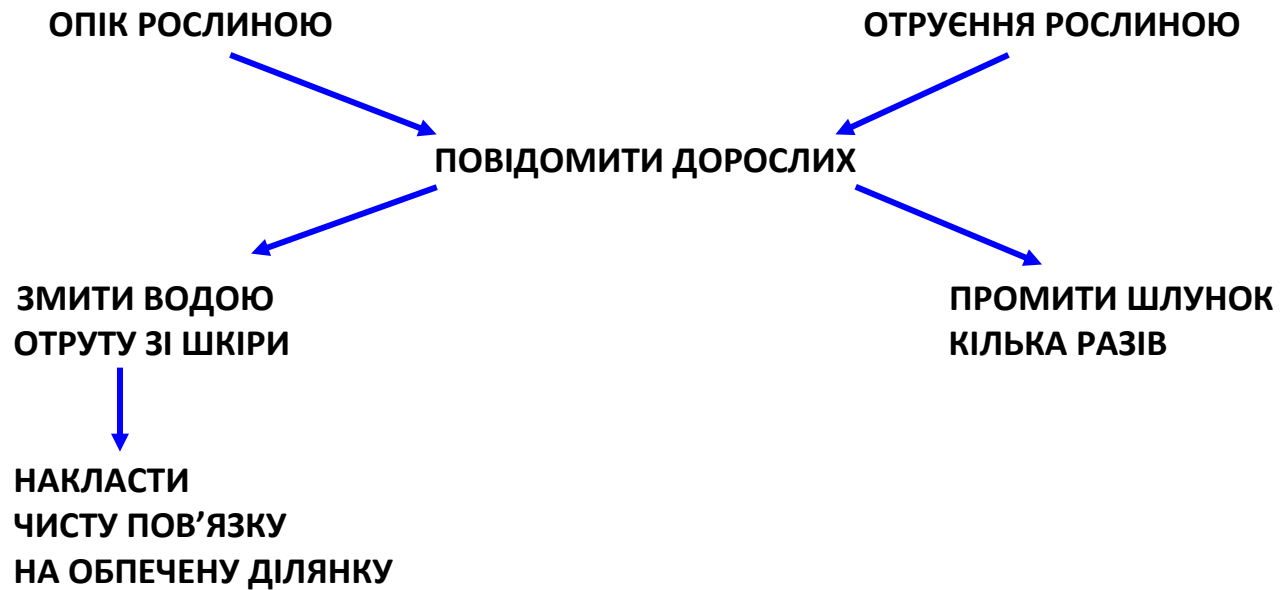 ОПІК РОСЛИНОЮ
ОТРУЄННЯ РОСЛИНОЮ
ПОВІДОМИТИ ДОРОСЛИХ
ЗМИТИ ВОДОЮ
ОТРУТУ ЗІ ШКІРИ
ПРОМИТИ ШЛУНОК
КІЛЬКА РАЗІВ
НАКЛАСТИ
ЧИСТУ ПОВ’ЯЗКУ
НА ОБПЕЧЕНУ ДІЛЯНКУ